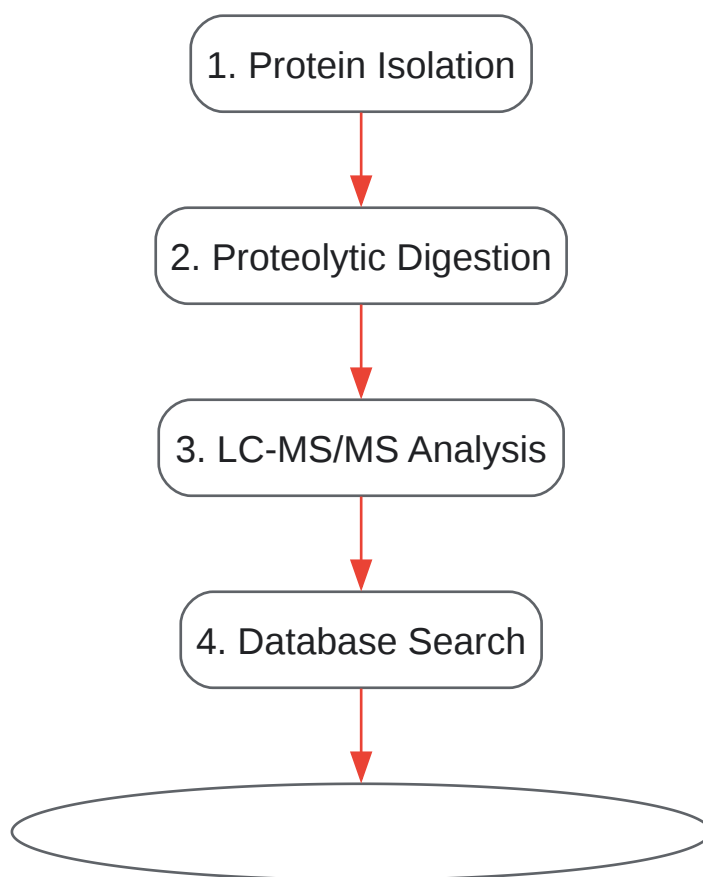 1. Protein Isolation
2. Proteolytic Digestion
3. LC-MS/MS Analysis
4. Database Search